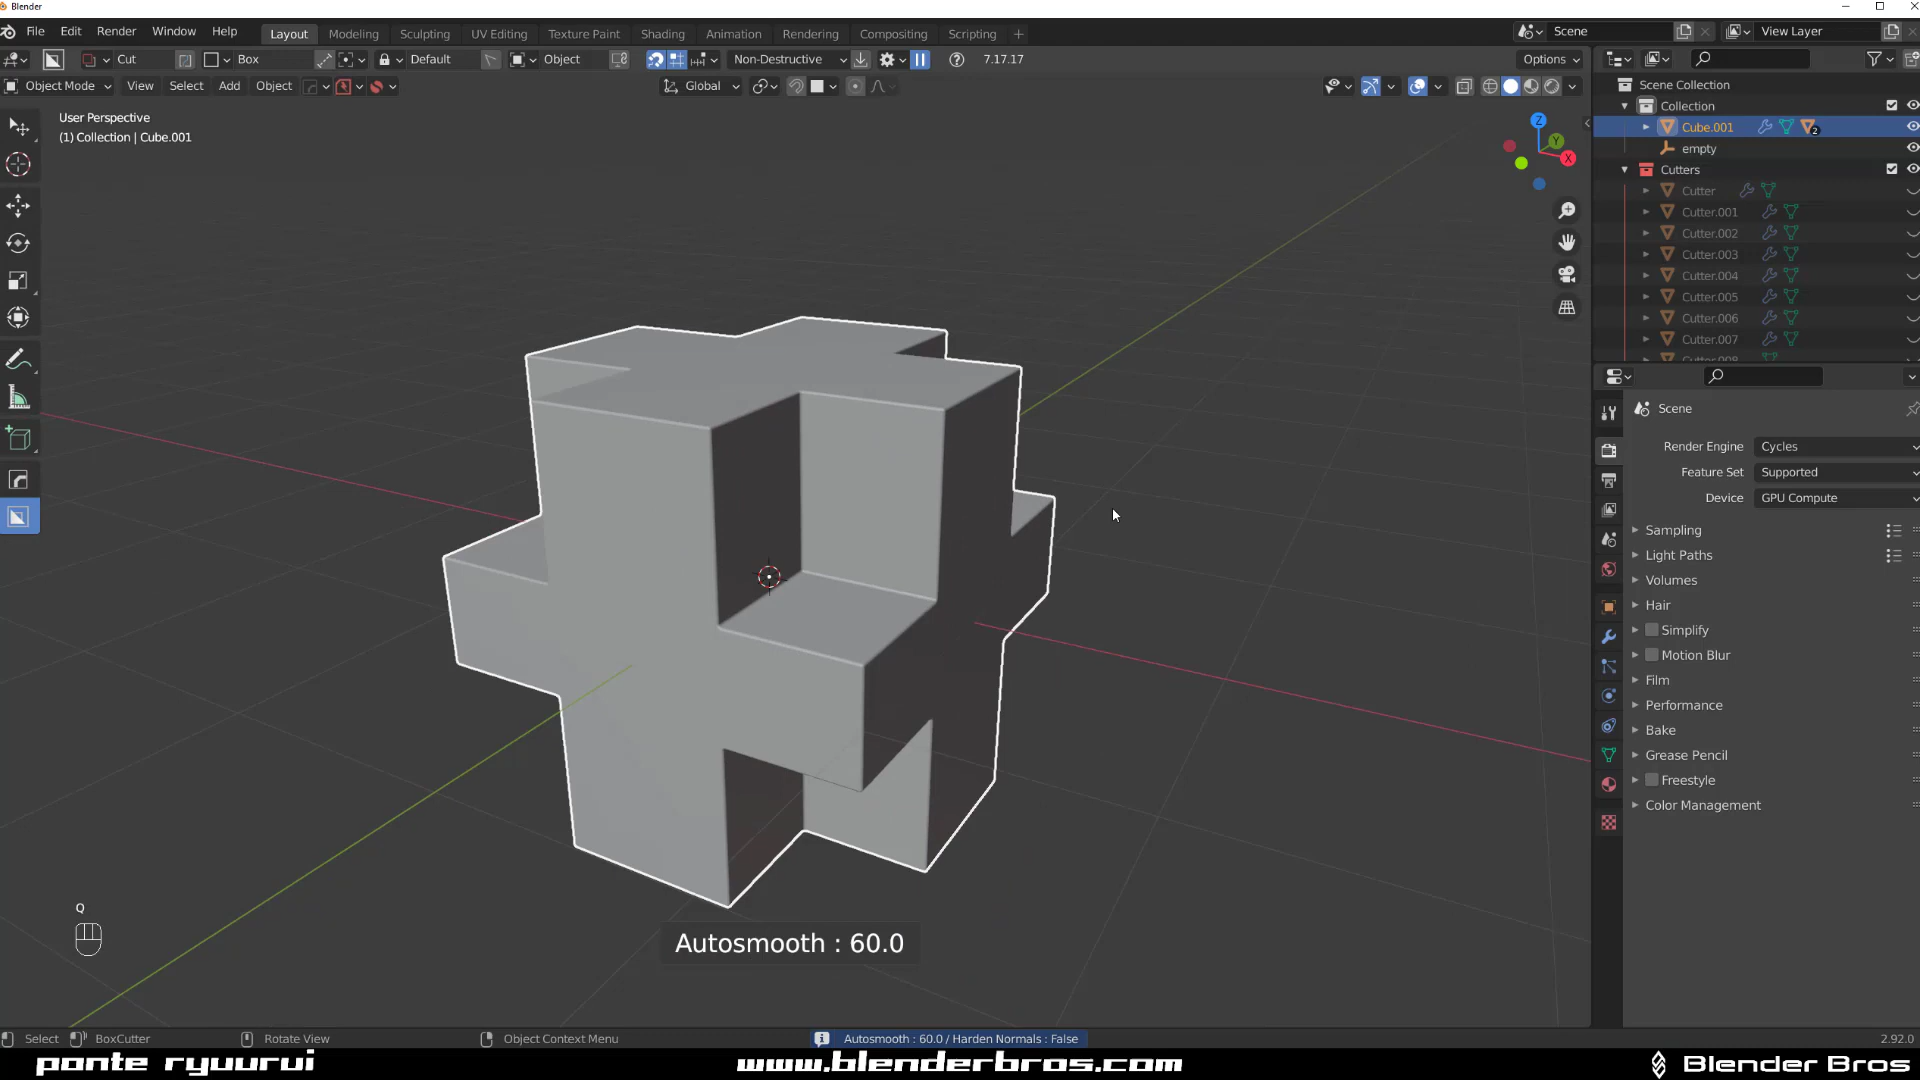 Blender
File Edit Render Window Help Layout Modeling Sculpting UV Editing Texture Paint Shading Animation Rendering Compositing Scripting + Scene View Layer
Cut Box Default Object Non-Destructive 7.17.17 Options
Object Mode View Select Add Object Global
User Perspective
(1) Collection | Cube.001
Z
Y
X
Scene Collection
Collection
Cube.001 2
empty
Cutters
Cutter
Cutter.001
Cutter.002
Cutter.003
Cutter.004
Cutter.005
Cutter.006
Cutter.007
Cutter.008
Scene
Render Engine Cycles
Feature Set Supported
Device GPU Compute
Sampling
Light Paths
Volumes
Hair
Simplify
Motion Blur
Film
Performance
Bake
Grease Pencil
Freestyle
Color Management
Q
Autosmooth : 60.0
Select BoxCutter Rotate View Object Context Menu Autosmooth : 60.0 / Harden Normals : False 2.92.0
ponte ryuurui www.blenderbros.com Blender Bros